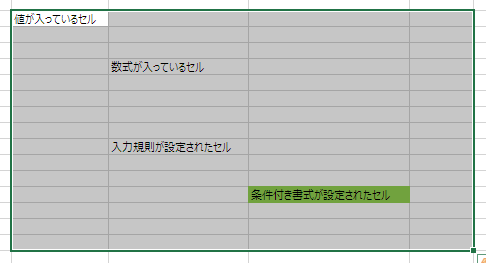 値が入っているセル
数式が入っているセル
入力規則が設定されたセル
条件付き書式が設定されたセル